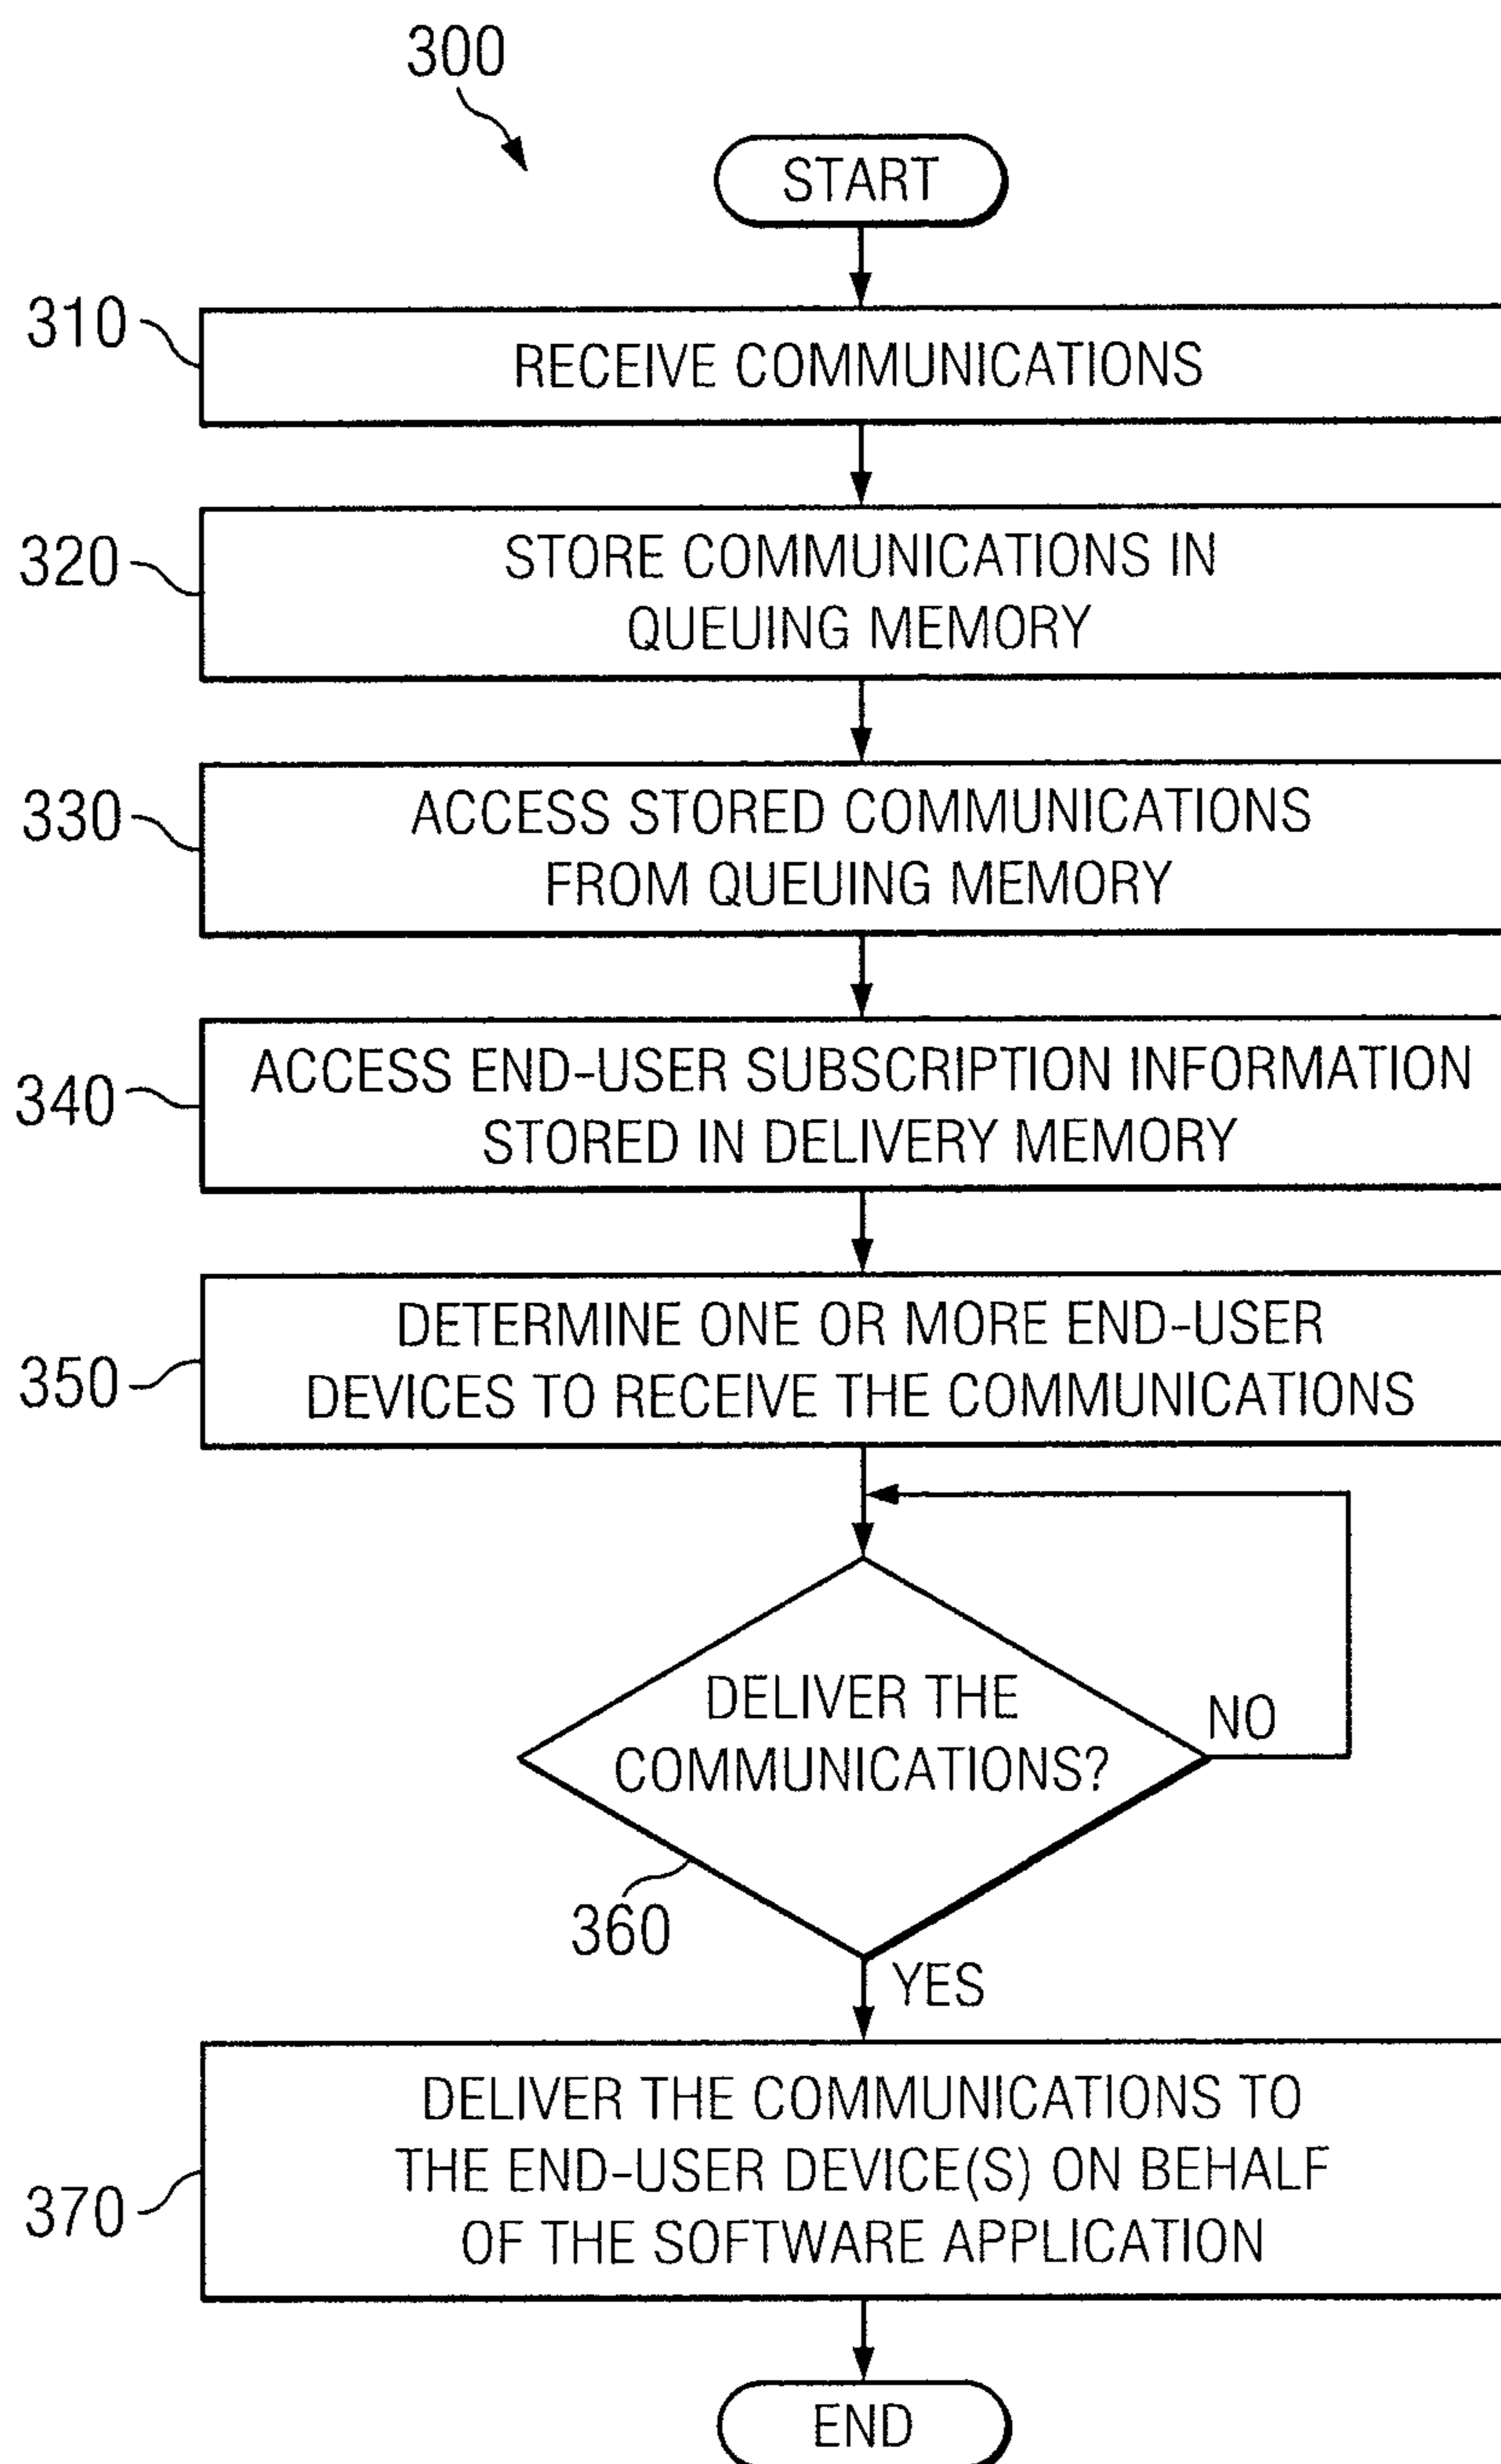 300
START
310
RECEIVE COMMUNICATIONS
320
STORE COMMUNICATIONS IN
QUEUING MEMORY
330
ACCESS STORED COMMUNICATIONS
FROM QUEUING MEMORY
340
ACCESS END-USER SUBSCRIPTION INFORMATION
STORED IN DELIVERY MEMORY
350
DETERMINE ONE OR MORE END-USER
DEVICES TO RECEIVE THE COMMUNICATIONS
DELIVER THE
COMMUNICATIONS?
NO
360
YES
370
DELIVER THE COMMUNICATIONS TO
THE END-USER DEVICE(S) ON BEHALF
OF THE SOFTWARE APPLICATION
END